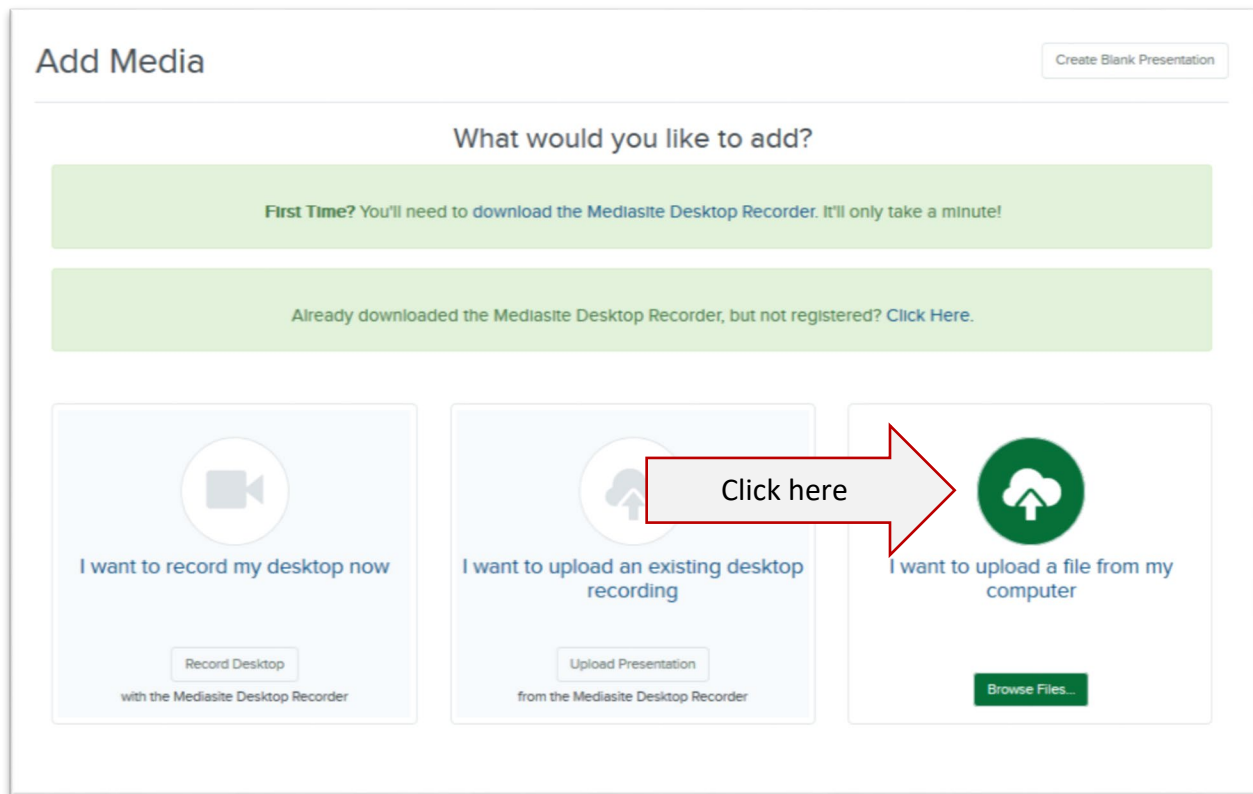 Add Media
Create Blank Presentation
What would you like to add?
First Time? You'll need to download the Mediasite Desktop Recorder. It'll only take a minute!
Already downloaded the Mediasite Desktop Recorder, but not registered? Click Here.
Click here
I want to record my desktop now
I want to upload an existing desktop
recording
I want to upload a file from my
computer
Record Desktop
with the Mediasite Desktop Recorder
Upload Presentation
from the Mediasite Desktop Recorder
Browse Files...